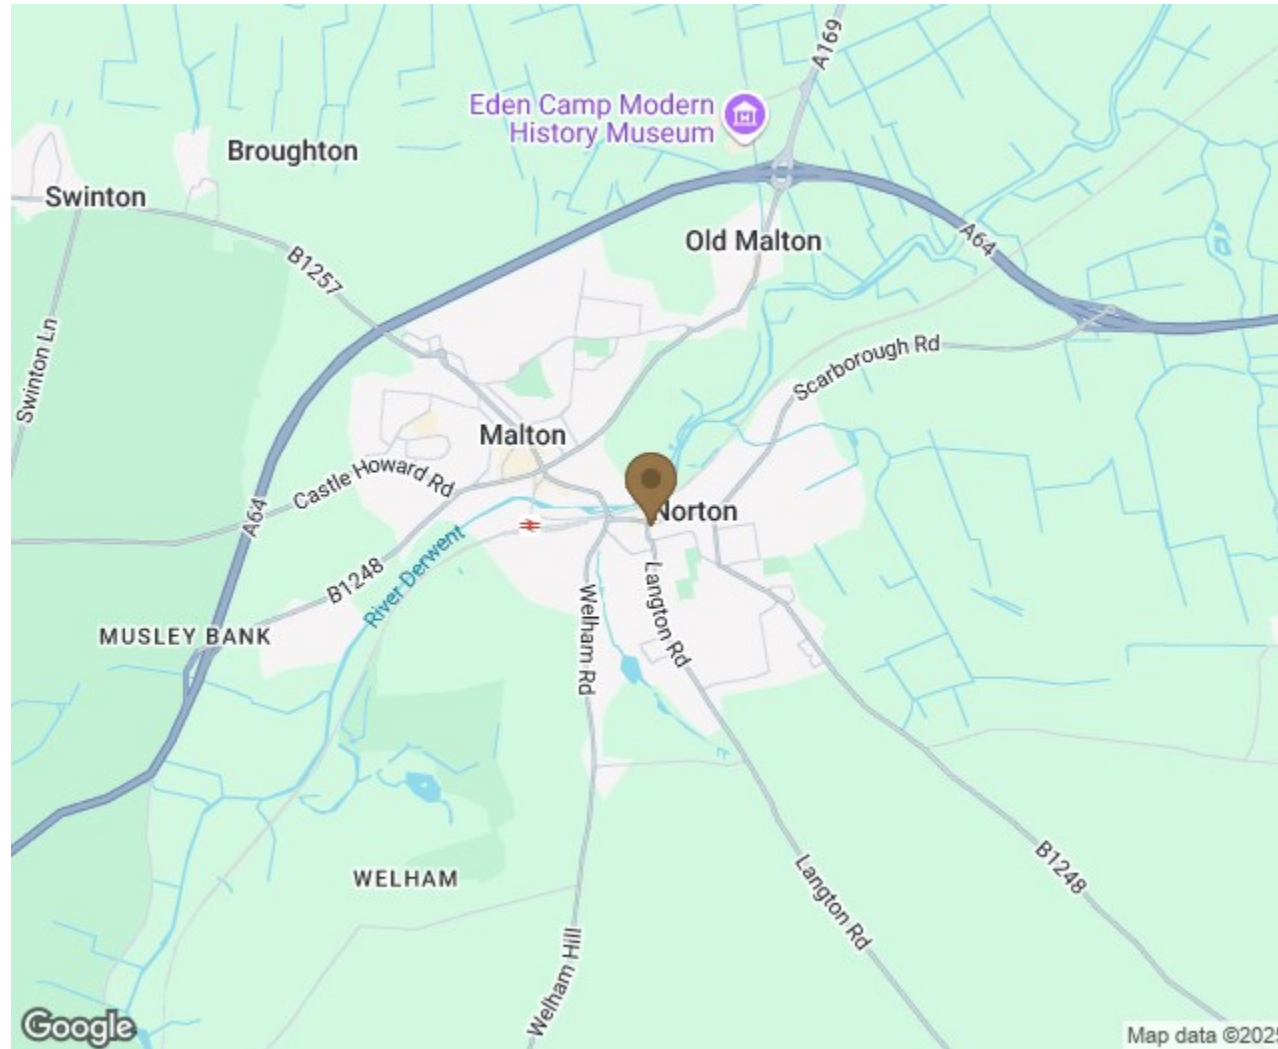 A169
Eden Camp Modern
History Museum
Broughton
Swinton
Old Malton
A64
B1257
Scarborough Rd
Swinton Ln
Malton
Castle Howard Rd
Norton
A64
B1248
River Derwent
Langton Rd
Welham Rd
MUSLEY BANK
B1248
WELHAM
Langton Rd
Welham Hill
Google
Map data ©2025